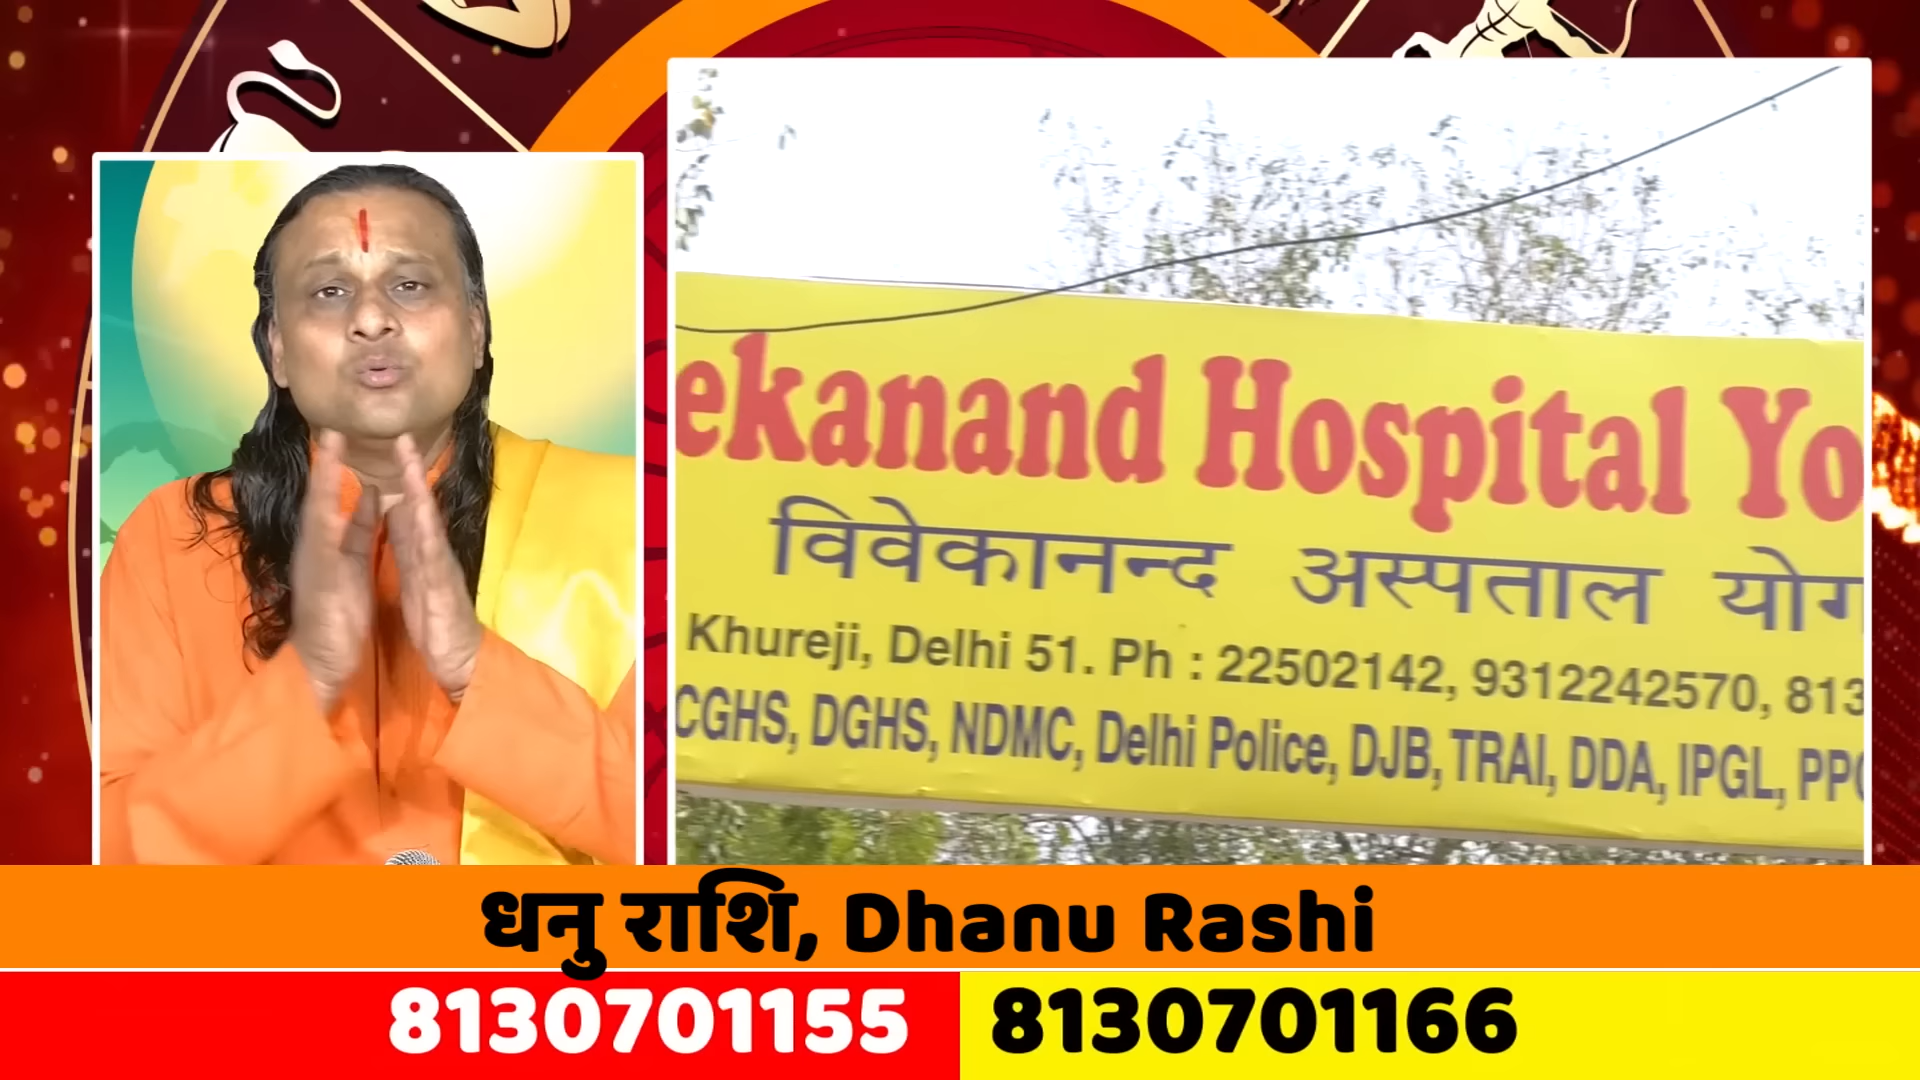 ekanand Hospital Yo
विवेकानन्द अस्पताल योग
Khureji, Delhi 51. Ph : 22502142, 9312242570, 813
CGHS, DGHS, NDMC, Delhi Police, DJB, TRAI, DDA, IPGL, PPC
धनु राशि, Dhanu Rashi
8130701155
8130701166